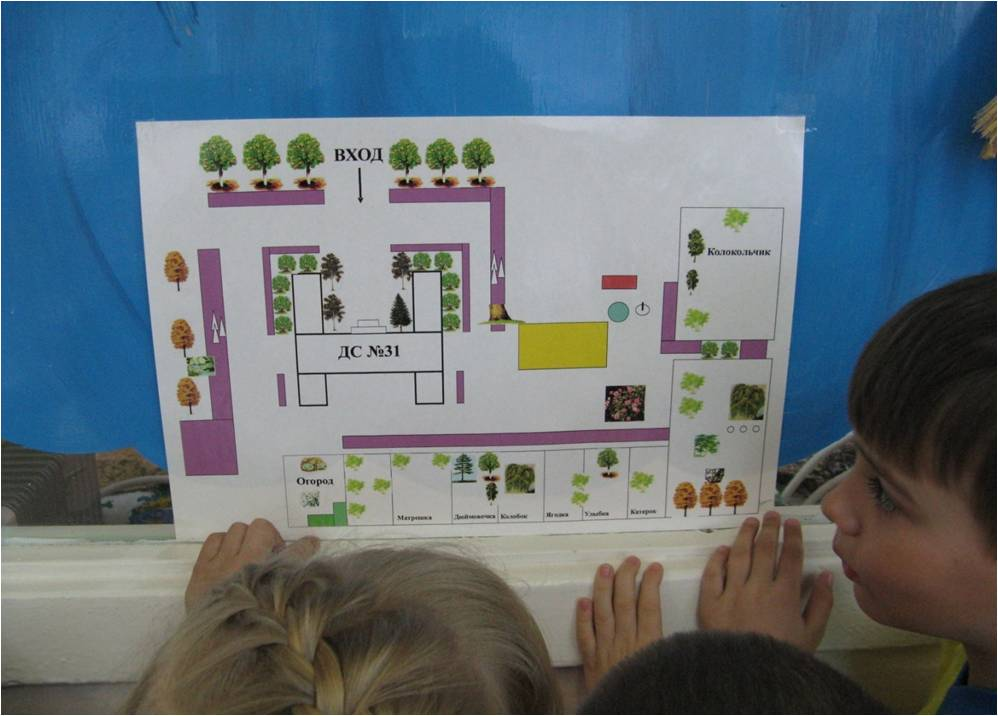 ВХОД
Колокольчик
ДС №31
Огород
Матрешка
Дюймовочка
Колобок
Ягодка
Улыбка
Катерок